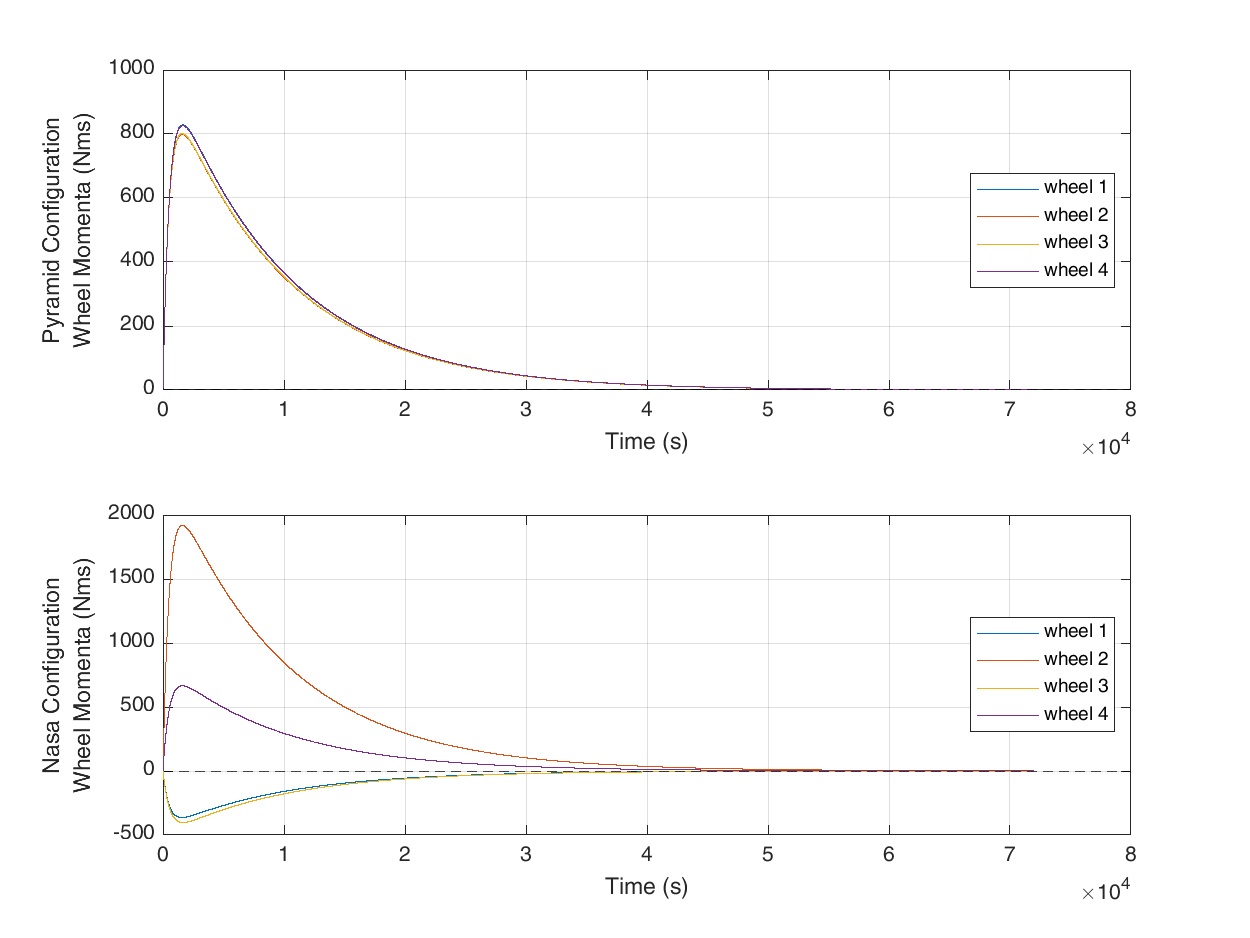 1000
800
600
400
200
0
Pyramid Configuration
Wheel Momenta (Nms)
wheel 1
wheel 2
wheel 3
wheel 4
0 1 2 3 4 5 6 7 8
Time (s)
×10^4
2000
1500
1000
500
0
-500
Nasa Configuration
Wheel Momenta (Nms)
wheel 1
wheel 2
wheel 3
wheel 4
0 1 2 3 4 5 6 7 8
Time (s)
×10^4